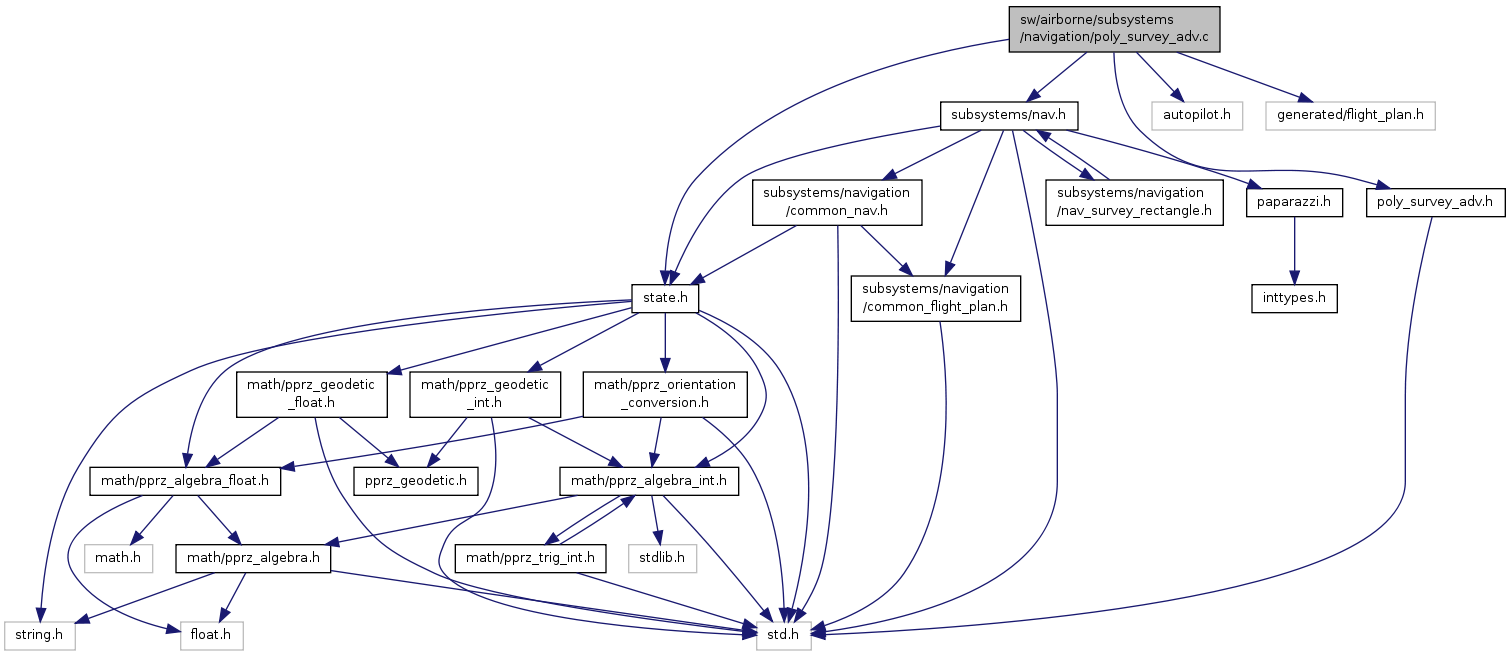 sw/airborne/subsystems
/navigation/poly_survey_adv.c
subsystems/nav.h
autopilot.h
generated/flight_plan.h
subsystems/navigation
/common_nav.h
subsystems/navigation
/nav_survey_rectangle.h
paparazzi.h
poly_survey_adv.h
state.h
subsystems/navigation
/common_flight_plan.h
inttypes.h
math/pprz_geodetic
_float.h
math/pprz_geodetic
_int.h
math/pprz_orientation
_conversion.h
math/pprz_algebra_float.h
pprz_geodetic.h
math/pprz_algebra_int.h
math.h
math/pprz_algebra.h
math/pprz_trig_int.h
stdlib.h
string.h
float.h
std.h